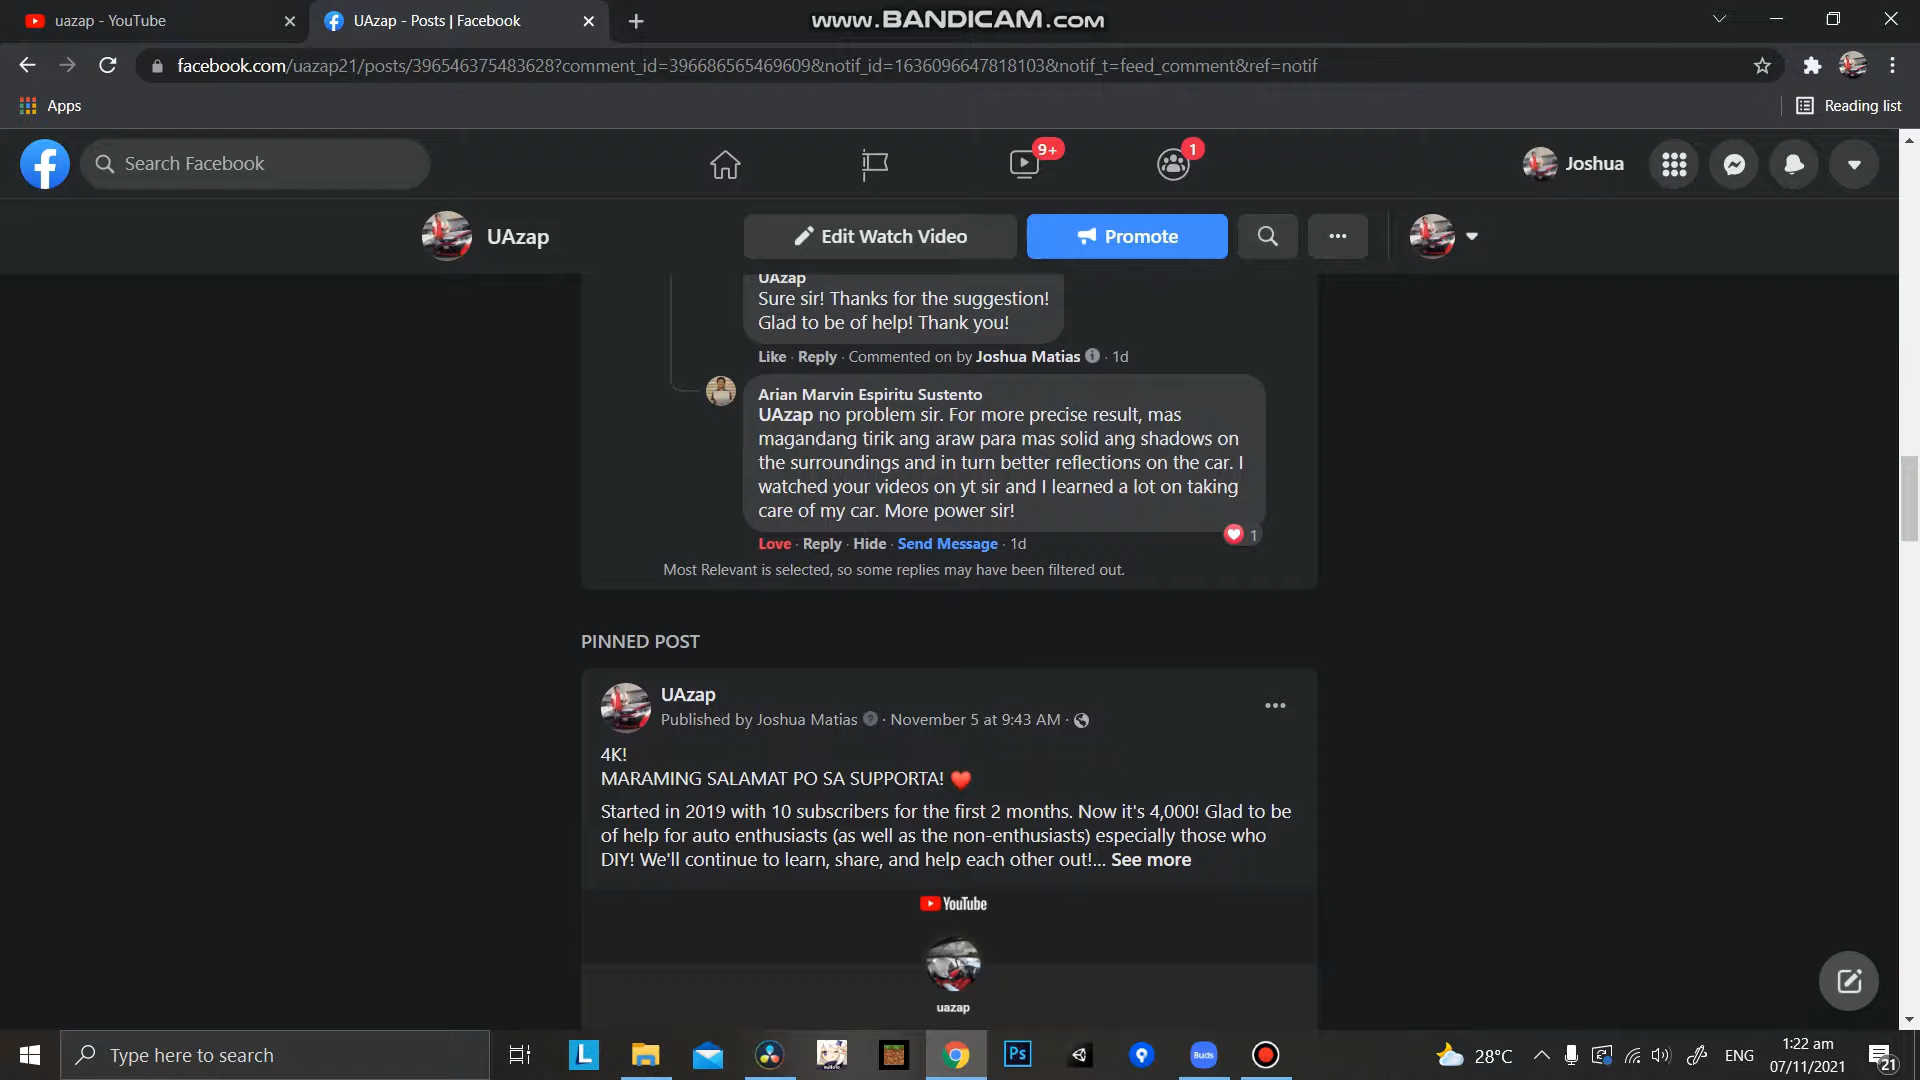 uazap - YouTube
UAzap - Posts | Facebook
WWW.BANDICAM.COM
facebook.com/uazap21/posts/396546375483628?comment_id=396686565469609&notif_id=1636096647818103&notif_t=feed_comment&ref=notif
Apps
Reading list
Search Facebook
9+
1
Joshua
UAzap
Edit Watch Video
Promote
UAzap
Sure sir! Thanks for the suggestion!
Glad to be of help! Thank you!
Like · Reply · Commented on by Joshua Matias · 1d
Arian Marvin Espiritu Sustento
UAzap no problem sir. For more precise result, mas
magandang tirik ang araw para mas solid ang shadows on
the surroundings and in turn better reflections on the car. I
watched your videos on yt sir and I learned a lot on taking
care of my car. More power sir!
1
Love · Reply · Hide · Send Message · 1d
Most Relevant is selected, so some replies may have been filtered out.
PINNED POST
UAzap
Published by Joshua Matias · November 5 at 9:43 AM ·
4K!
MARAMING SALAMAT PO SA SUPPORTA! ❤️
Started in 2019 with 10 subscribers for the first 2 months. Now it's 4,000! Glad to be
of help for auto enthusiasts (as well as the non-enthusiasts) especially those who
DIY! We'll continue to learn, share, and help each other out!... See more
YouTube
uazap
Type here to search
L
Ps
Buds
28°C
ENG
1:22 am
07/11/2021
21